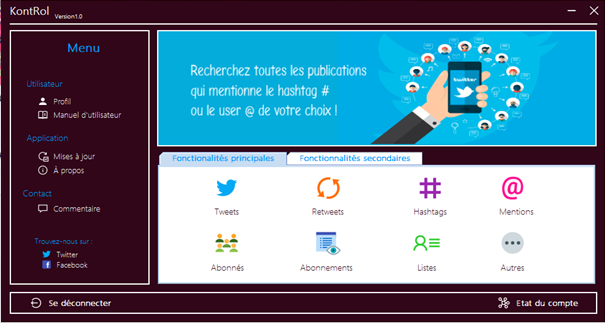 KontRol Version1.0
Menu
Utilisateur
Profil
Manuel d'utilisateur
Application
Mises à jour
À propos
Contact
Commentaire
Trouvez-nous sur :
Twitter
Facebook
Recherchez toutes les publications
qui mentionne le hashtag #
ou le user @ de votre choix !
twitter
Fonctionalités principales
Fonctionnalités secondaires
Tweets
Retweets
Hashtags
Mentions
Abonnés
Abonnements
Listes
Autres
Se déconnecter
Etat du compte